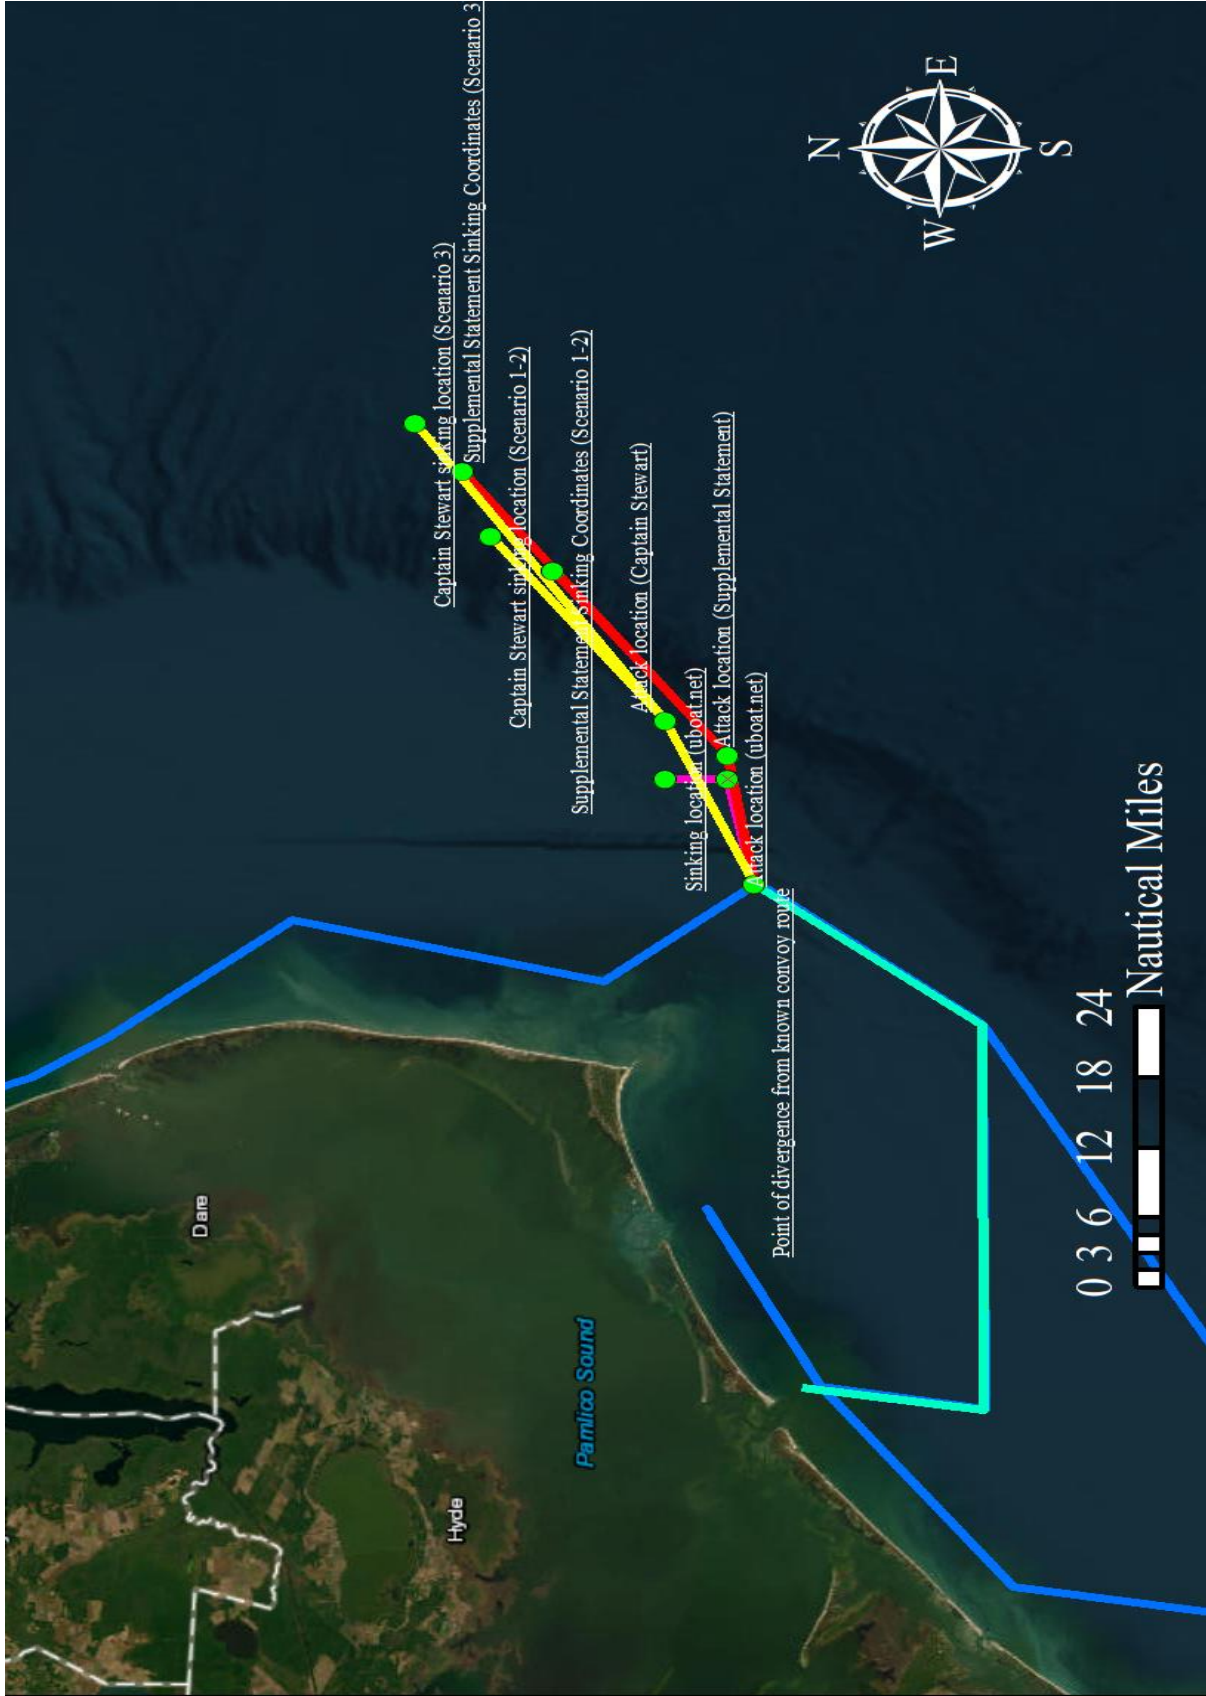 Captain Stewart sinking location (Scenario 3)
Supplemental Statement Sinking Coordinates (Scenario 3
Captain Stewart sinking location (Scenario 1-2)
Supplemental Statement Sinking Coordinates (Scenario 1-2)
Attack location (Captain Stewart)
Sinking location (uboat.net)
Attack location (Supplemental Statement)
Attack location (uboat.net)
Point of divergence from known convoy route
Dare
Hyde
Pamlico Sound
N
E
S
W
0 3 6 12 18 24
Nautical Miles